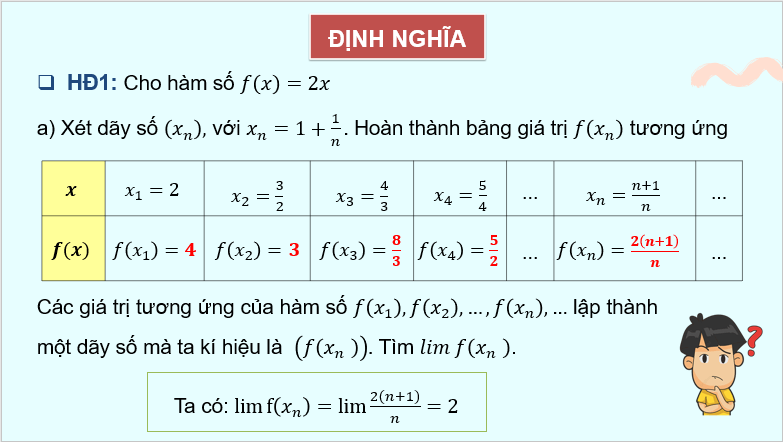 ĐỊNH NGHĨA
❑ HĐ1: Cho hàm số f(x) = 2x
a) Xét dãy số (xₙ), với xₙ = 1 + 1/n. Hoàn thành bảng giá trị f(xₙ) tương ứng
x x₁ = 2 x₂ = 3/2 x₃ = 4/3 x₄ = 5/4 ... xₙ = n+1/n ...
f(x) f(x₁) = 4 f(x₂) = 3 f(x₃) = 8/3 f(x₄) = 5/2 ... f(xₙ) = 2(n+1)/n ...
Các giá trị tương ứng của hàm số f(x₁), f(x₂), ..., f(xₙ), ... lập thành
một dãy số mà ta kí hiệu là (f(xₙ )). Tìm lim f(xₙ ).
?
Ta có: lim f(xₙ) = lim 2(n+1)/n = 2